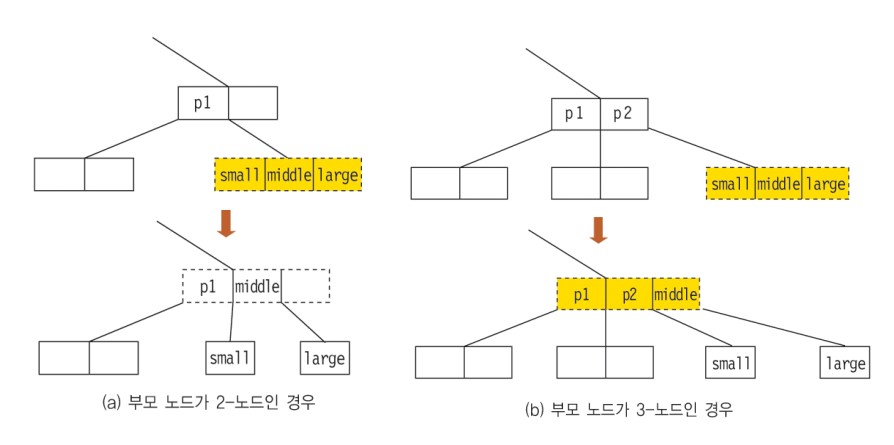 p1
small middle large
p1 middle
small large
(a) 부모 노드가 2-노드인 경우
p1 p2
small middle large
p1 p2 middle
small large
(b) 부모 노드가 3-노드인 경우